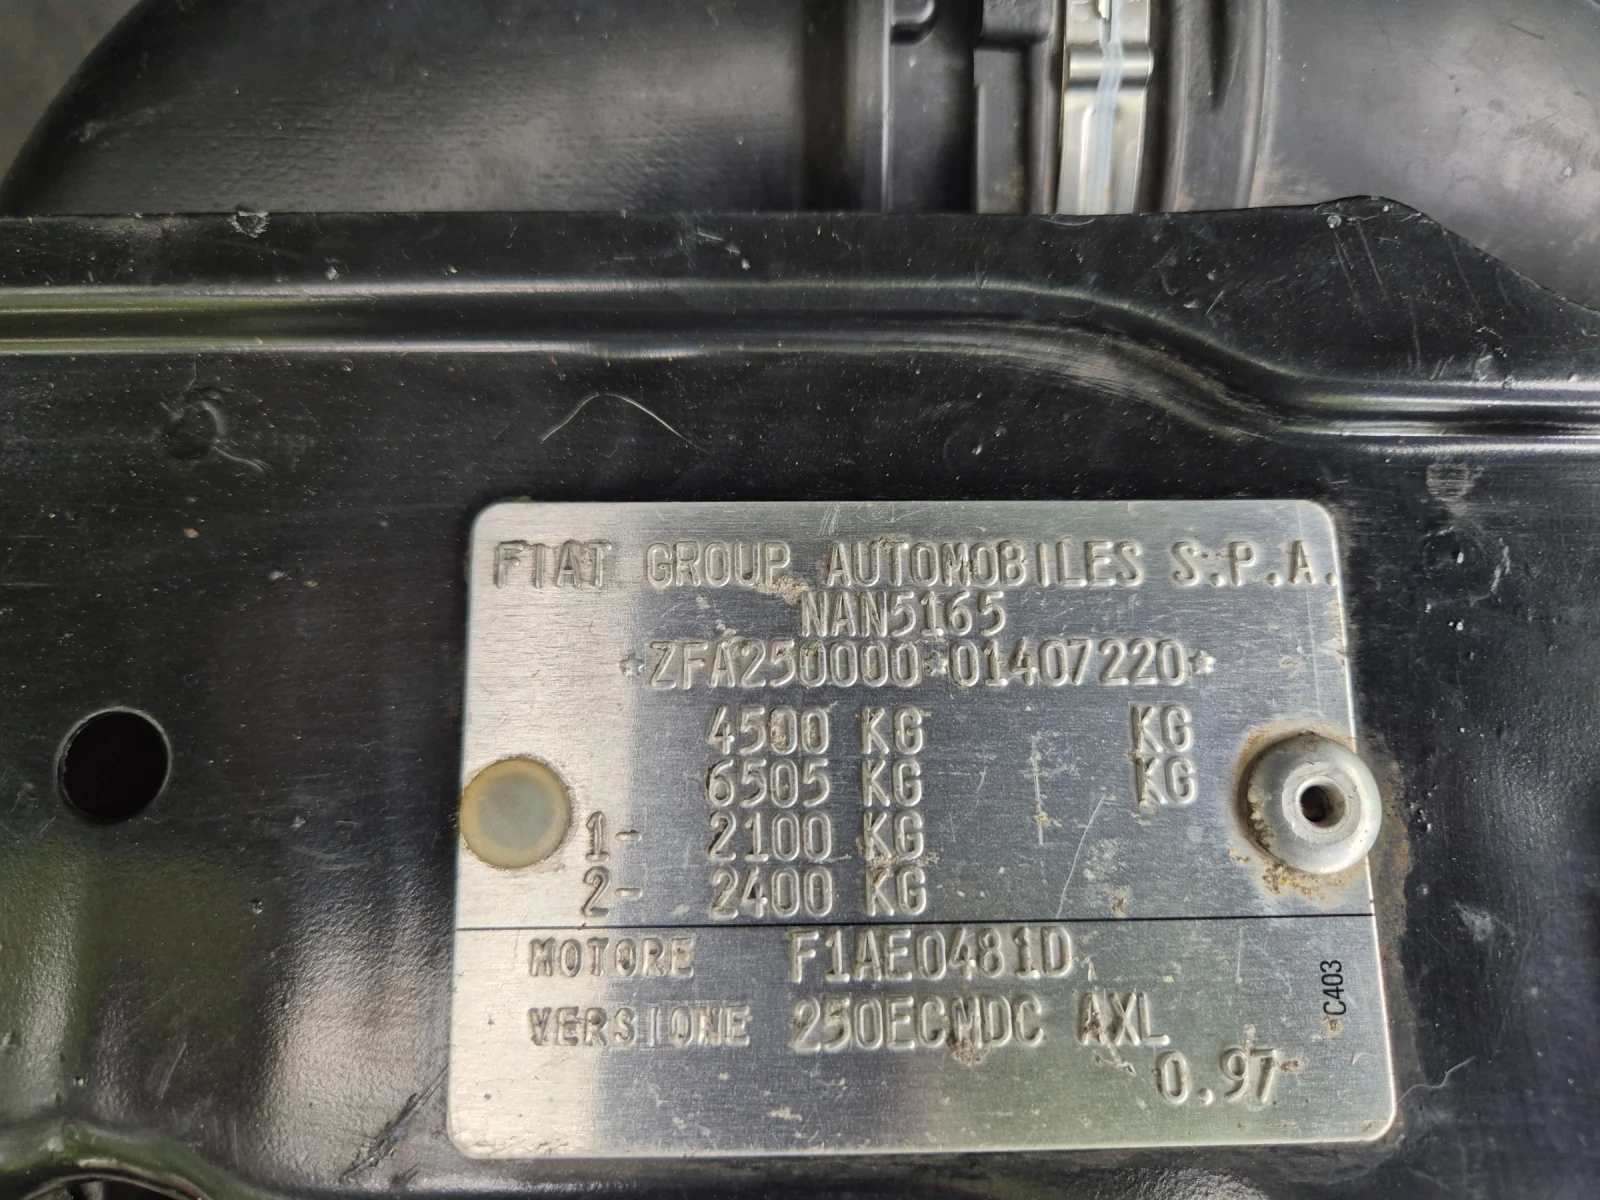 FIAT GROUP AUTOMOBILES S.P.A.
NAN5165
*ZFA250000*01407220*
4500 KG KG
6505 KG KG
1- 2100 KG
2- 2400 KG
MOTORE F1AE0481D
VERSIONE 250ECMDC AXL
0.97
C403